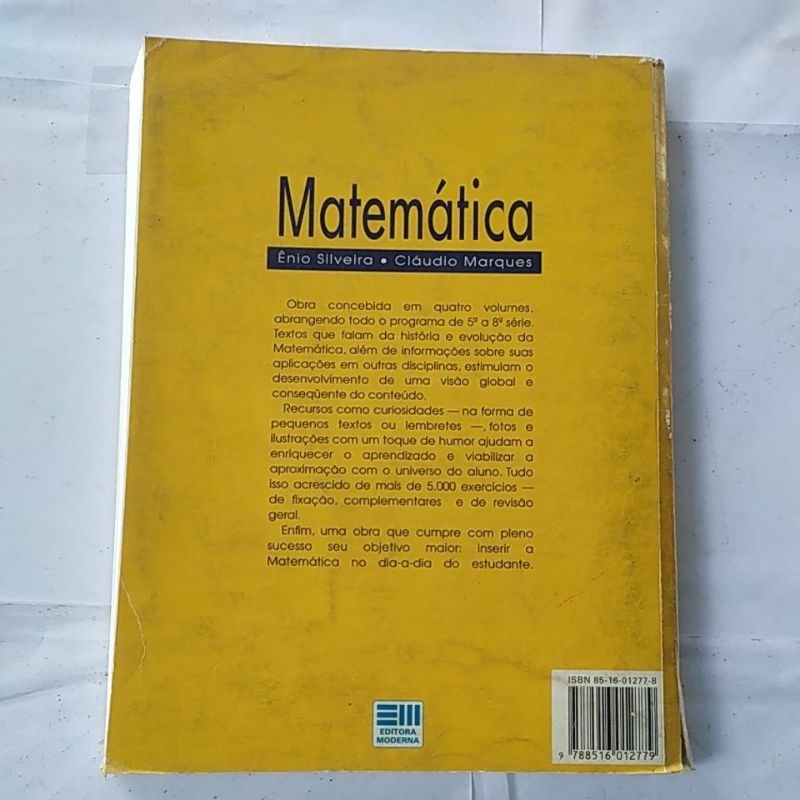 Matemática
Ênio Silveira • Cláudio Marques
Obra concebida em quatro volumes,
abrangendo todo o programa de 5ª a 8ª série.
Textos que falam da história e evolução da
Matemática, além de informações sobre suas
aplicações em outras disciplinas, estimulam o
desenvolvimento de uma visão global e
conseqüente do conteúdo.
Recursos como curiosidades — na forma de
pequenos textos ou lembretes —, fotos e
ilustrações com um toque de humor ajudam a
enriquecer o aprendizado e viabilizar a
aproximação com o universo do aluno. Tudo
isso acrescido de mais de 5.000 exercícios —
de fixação, complementares e de revisão
geral.
Enfim, uma obra que cumpre com pleno
sucesso seu objetivo maior: inserir a
Matemática no dia-a-dia do estudante.
ISBN 85-16-01277-8
9 788516 012779
EDITORA
MODERNA